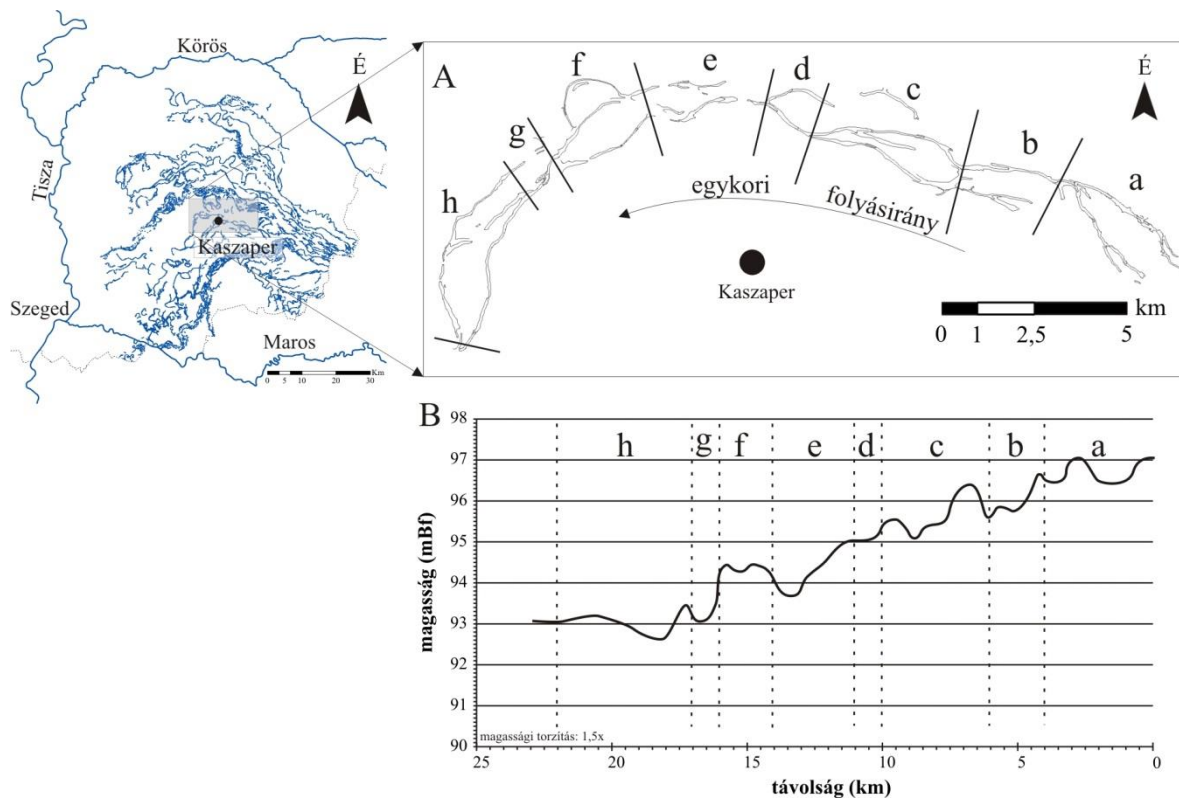 Körös
É
Tisza
Kaszaper
Szeged
Maros
Km
0 5 10 20 30
A
É
a
b
c
d
e
f
g
h
egykori folyásirány
Kaszaper
km
0 1 2,5 5
B
h g f e d c b a
magasság (mBf)
98
97
96
95
94
93
92
91
90
magassági torzítás: 1,5x
25 20 15 10 5 0
távolság (km)